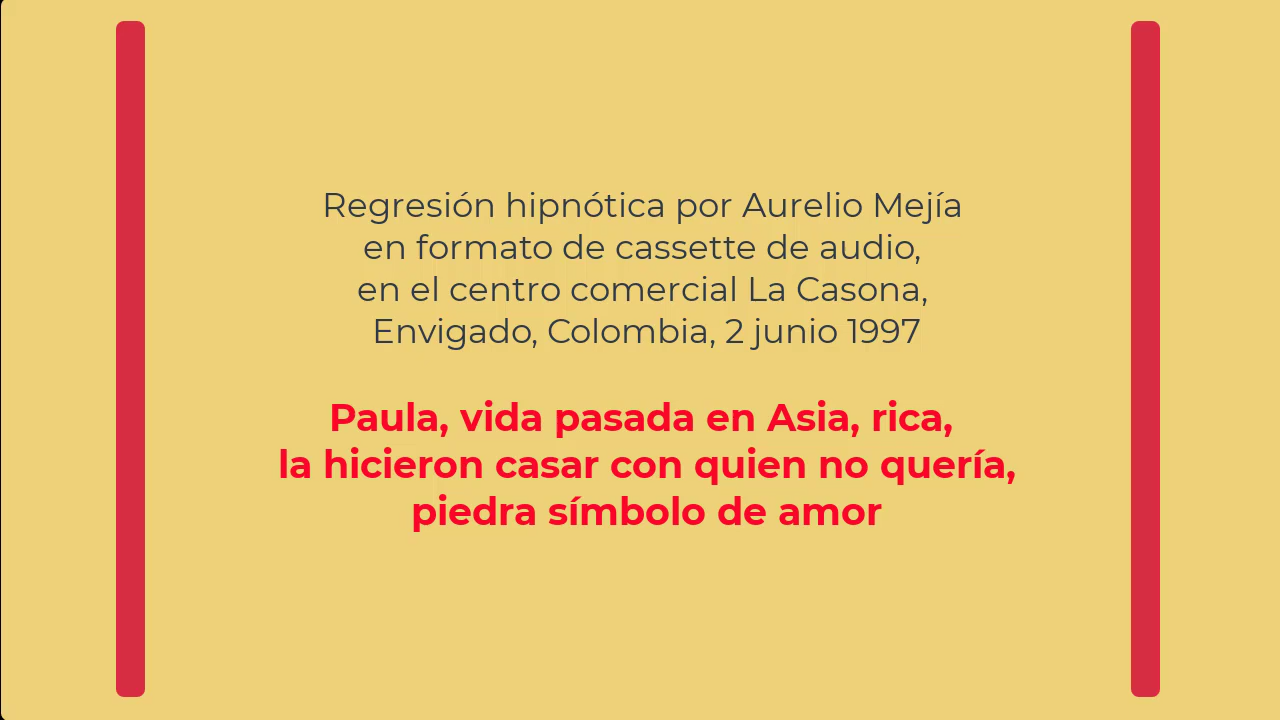 Regresión hipnótica por Aurelio Mejía
en formato de cassette de audio,
en el centro comercial La Casona,
Envigado, Colombia, 2 junio 1997
Paula, vida pasada en Asia, rica,
la hicieron casar con quien no quería,
piedra símbolo de amor